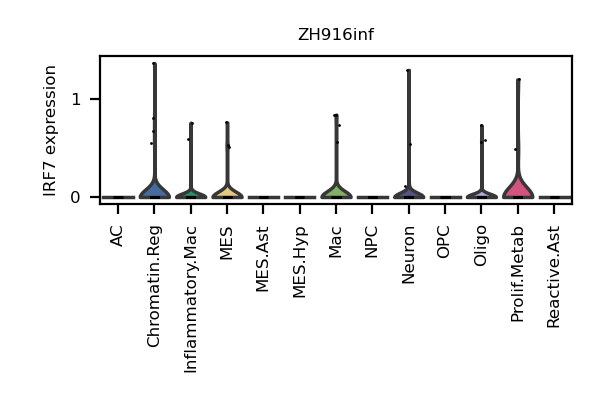 ZH916inf
IRF7 expression
1
0
AC
Chromatin.Reg
Inflammatory.Mac
MES
MES.Ast
MES.Hyp
Mac
NPC
Neuron
OPC
Oligo
Prolif.Metab
Reactive.Ast